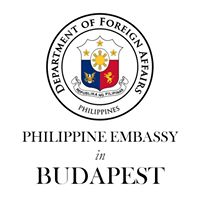 DEPARTMENT OF FOREIGN AFFAIRS
REPUBLIKA NG PILIPINAS
PHILIPPINES
PHILIPPINE EMBASSY
in
BUDAPEST